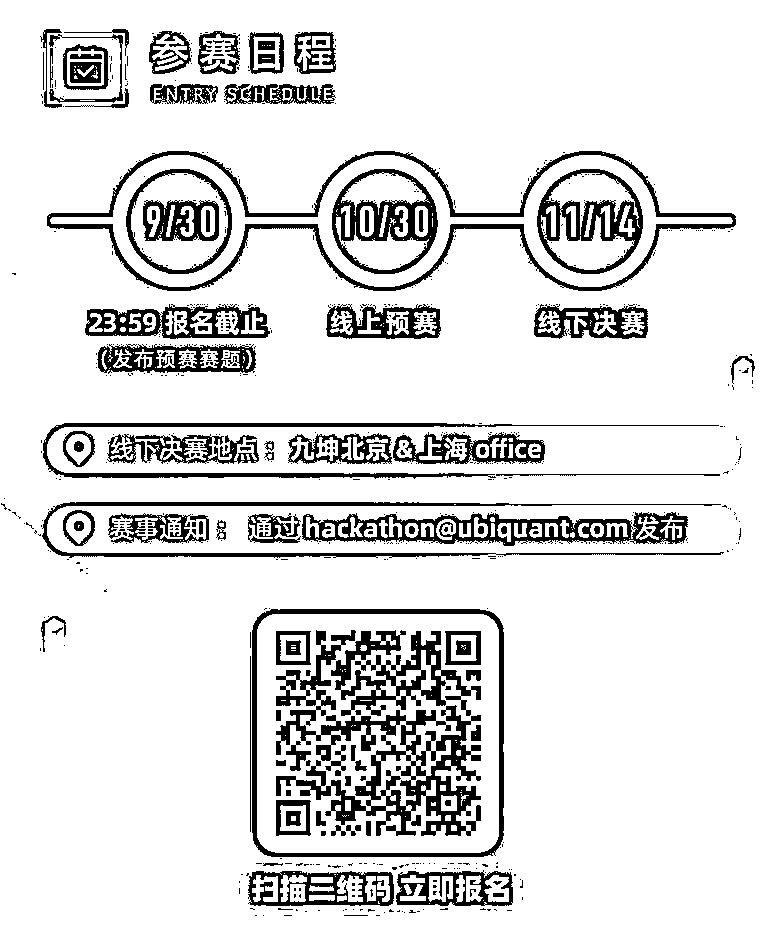 参赛日程
ENTRY SCHEDULE
9/30 10/30 11/14
23:59 报名截止 线上预赛 线下决赛
(发布预赛赛题)
线下决赛地点： 九坤北京 & 上海 office
赛事通知： 通过 hackathon@ubiquant.com 发布
扫描二维码 立即报名